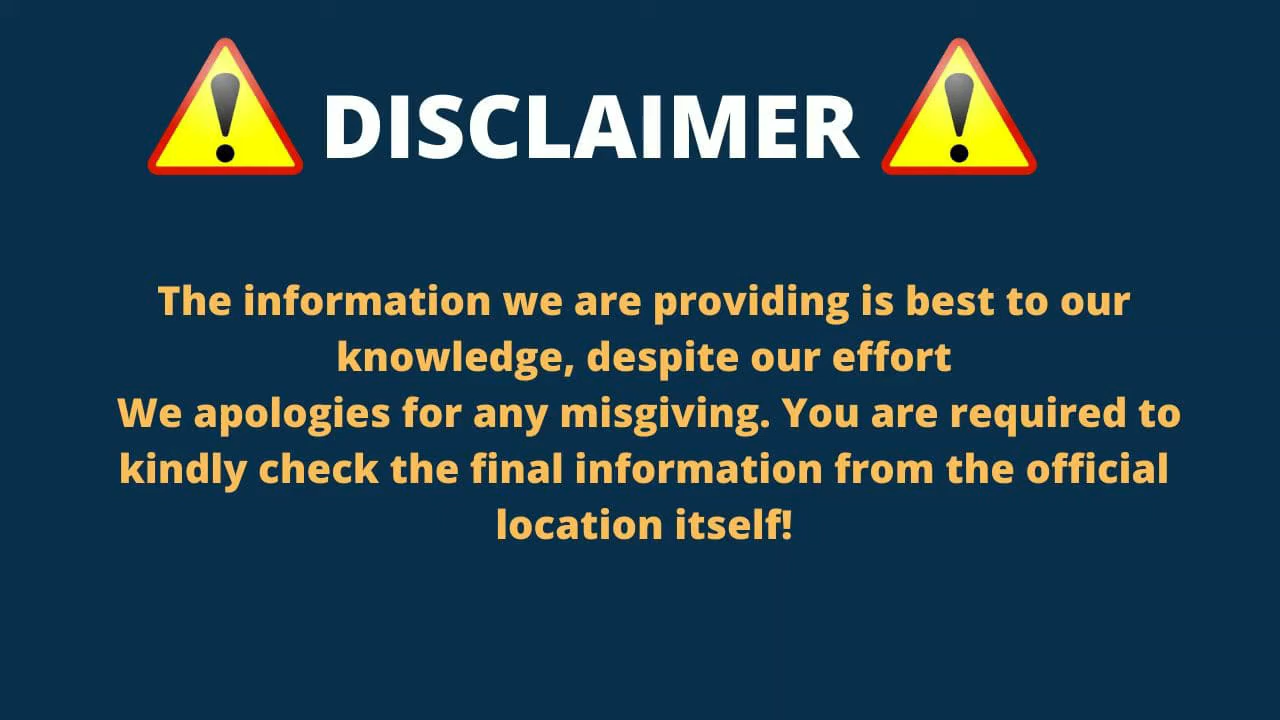 DISCLAIMER
The information we are providing is best to our
knowledge, despite our effort
We apologies for any misgiving. You are required to
kindly check the final information from the official
location itself!